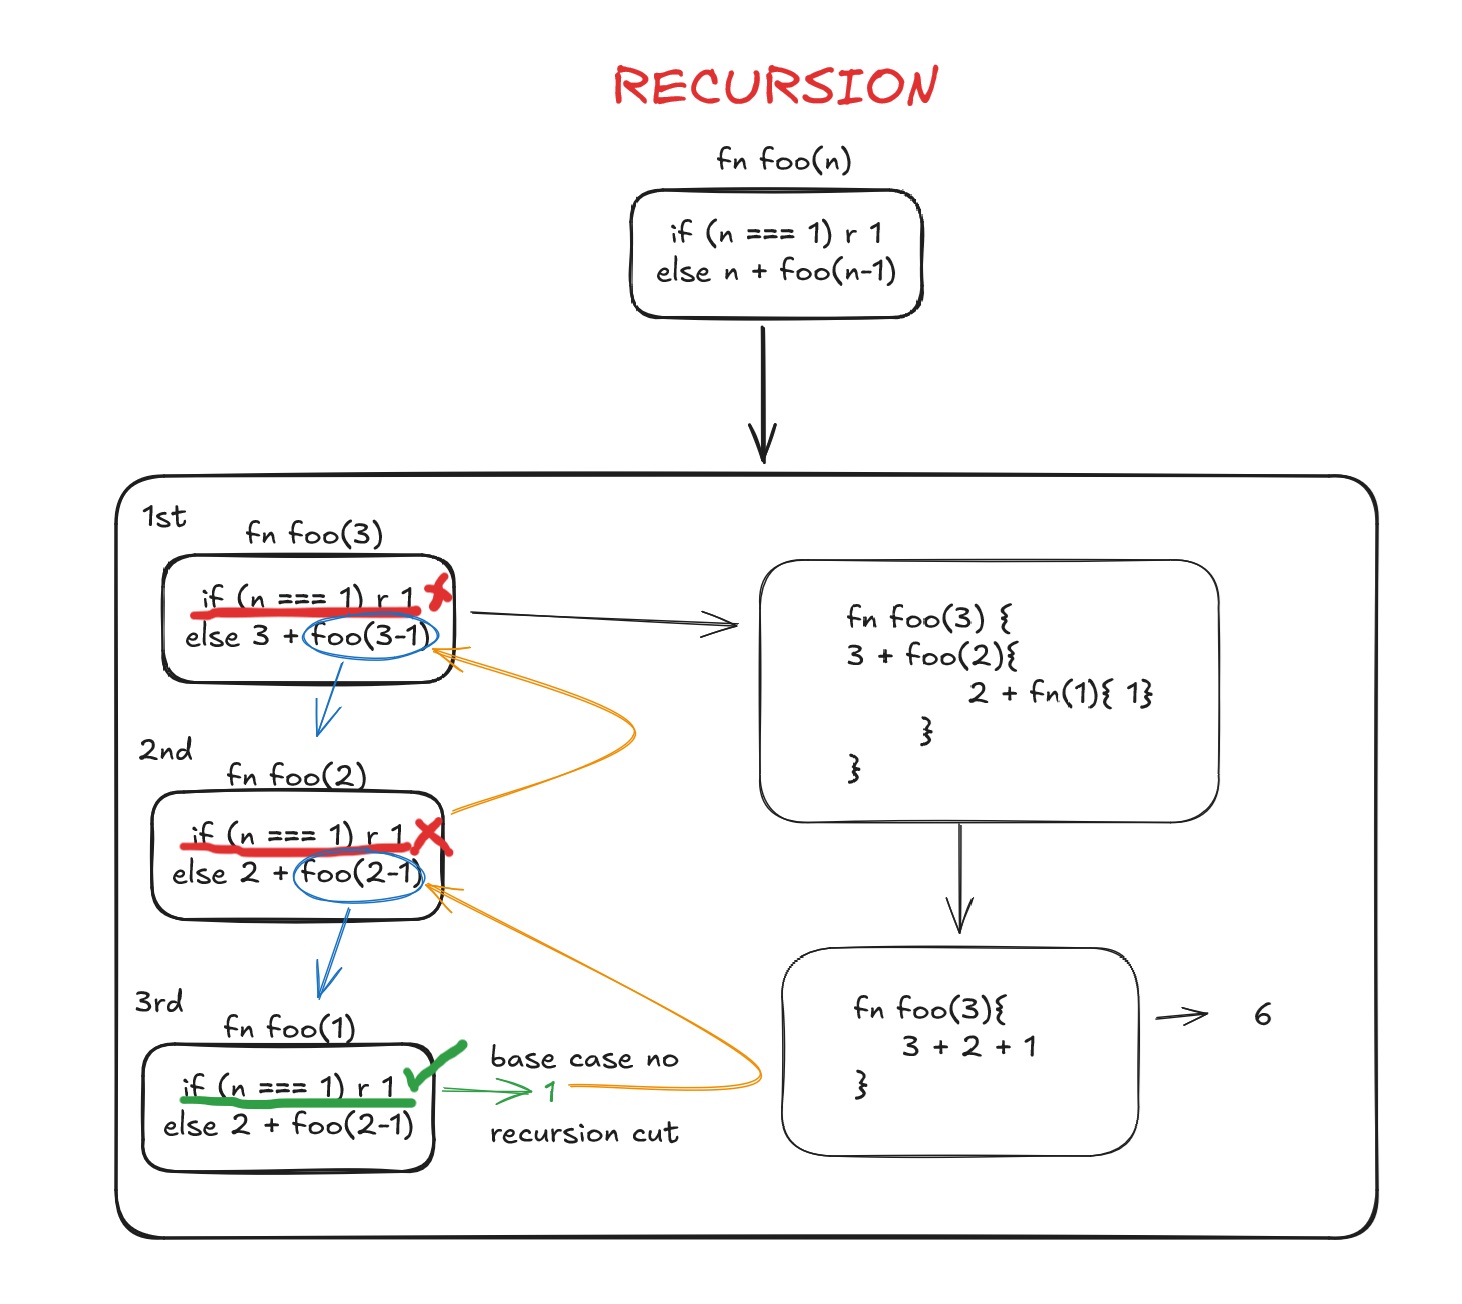 RECURSION
fn foo(n)
if (n === 1) r 1
else n + foo(n-1)
1st
fn foo(3)
if (n === 1) r 1
else 3 + foo(3-1)
2nd
fn foo(2)
if (n === 1) r 1
else 2 + foo(2-1)
3rd
fn foo(1)
if (n === 1) r 1
else 2 + foo(2-1)
base case no
1
recursion cut
fn foo(3) {
3 + foo(2){
2 + fn(1){ 1}
}
}
fn foo(3){
3 + 2 + 1
}
6